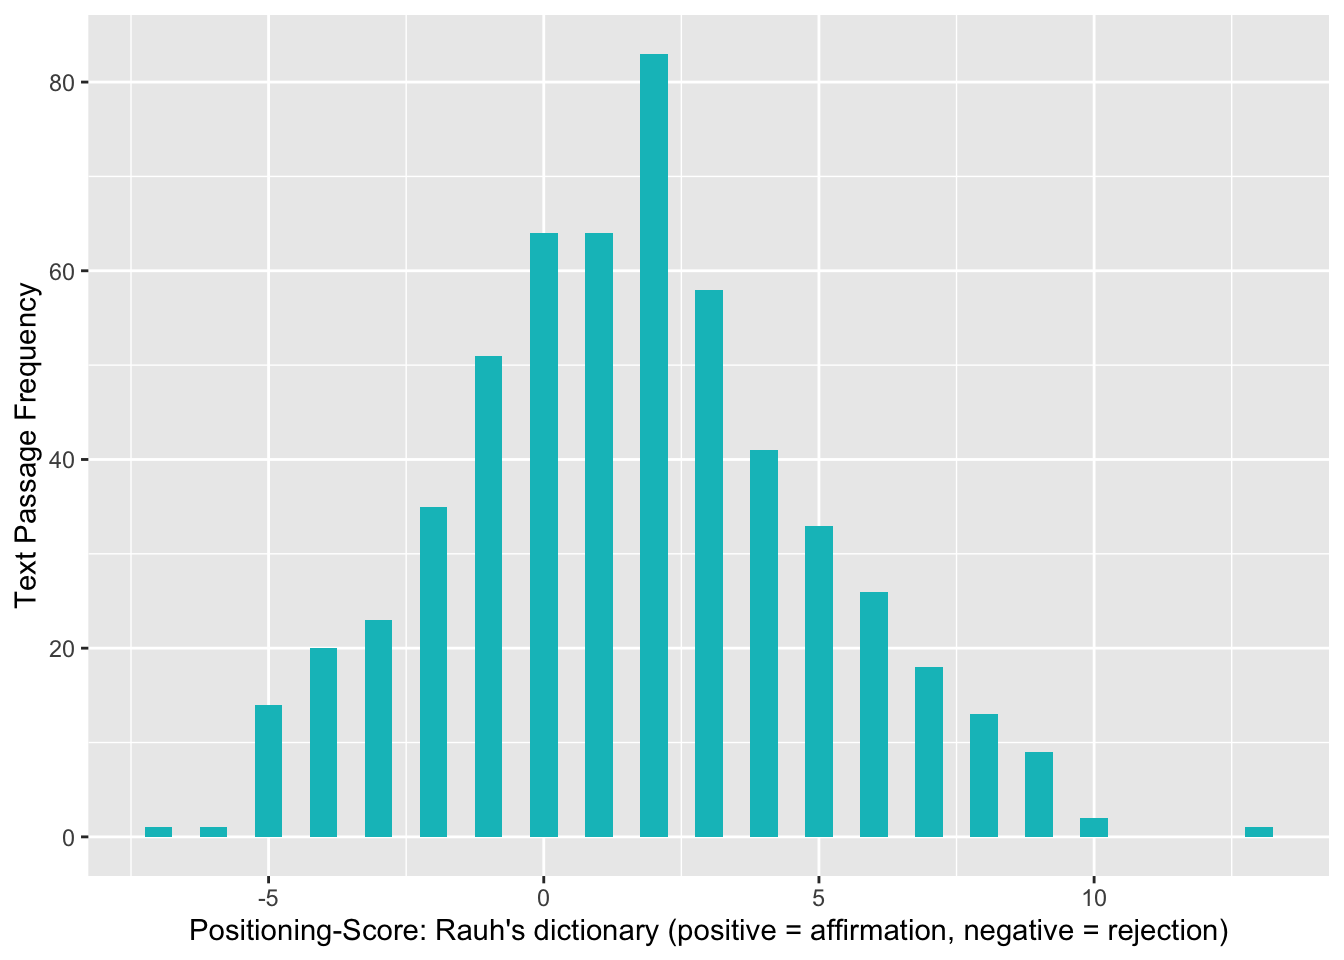 80
60
40
20
0
Text Passage Frequency
-5 0 5 10
Positioning-Score: Rauh's dictionary (positive = affirmation, negative = rejection)